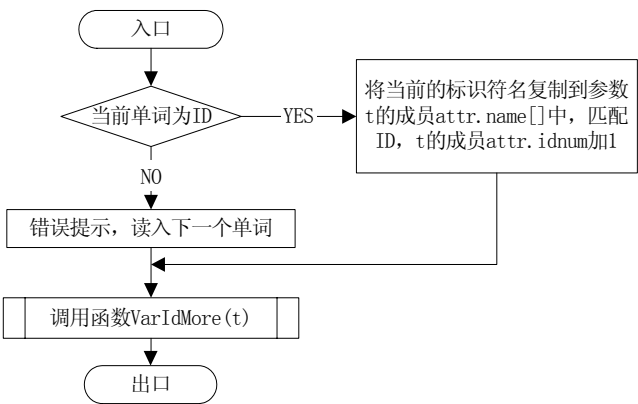 入口
当前单词为ID
YES
将当前的标识符名复制到参数
t的成员attr.name[]中，匹配
ID，t的成员attr.idnum加1
NO
错误提示，读入下一个单词
调用函数VarIdMore(t)
出口